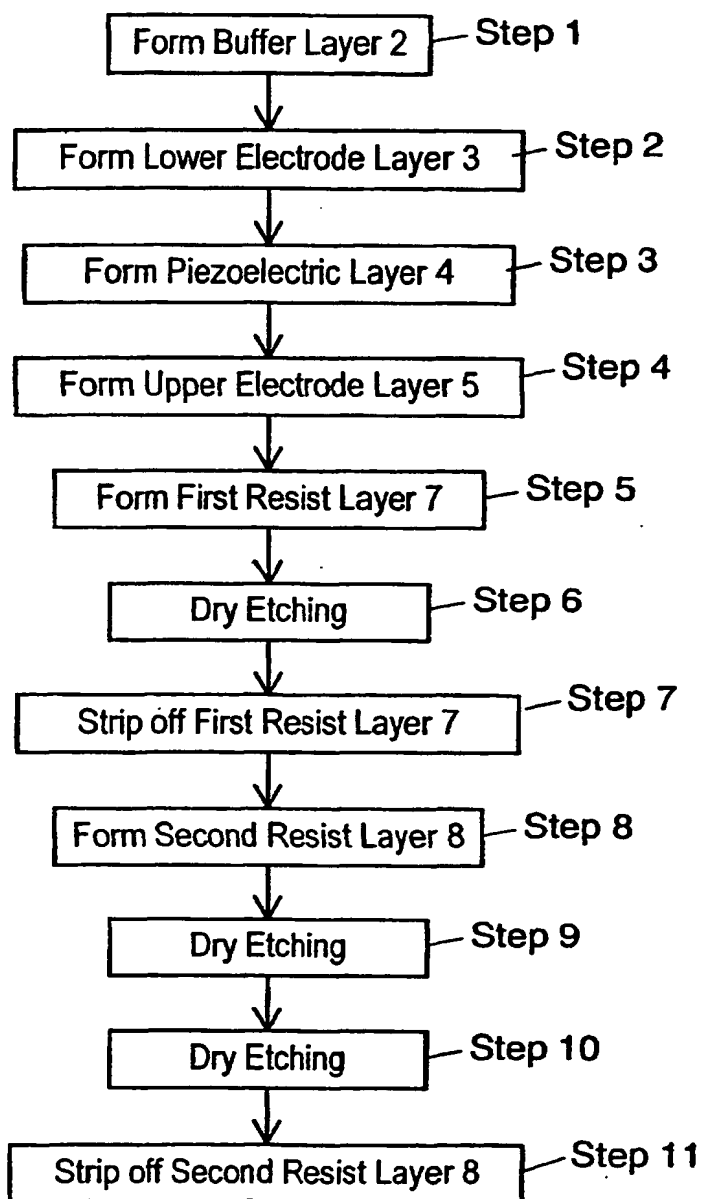 Form Buffer Layer 2 Step 1
Form Lower Electrode Layer 3 Step 2
Form Piezoelectric Layer 4 Step 3
Form Upper Electrode Layer 5 Step 4
Form First Resist Layer 7 Step 5
Dry Etching Step 6
Strip off First Resist Layer 7 Step 7
Form Second Resist Layer 8 Step 8
Dry Etching Step 9
Dry Etching Step 10
Strip off Second Resist Layer 8 Step 11